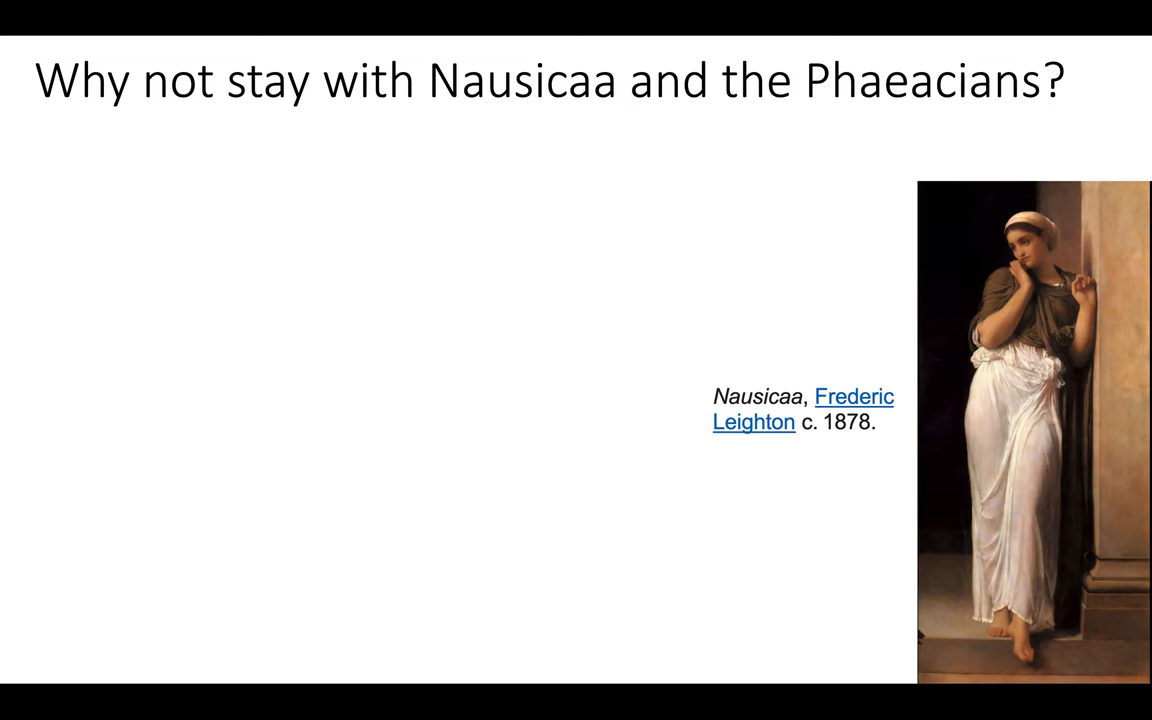 Why not stay with Nausicaa and the Phaeacians?
Nausicaa, Frederic
Leighton c. 1878.